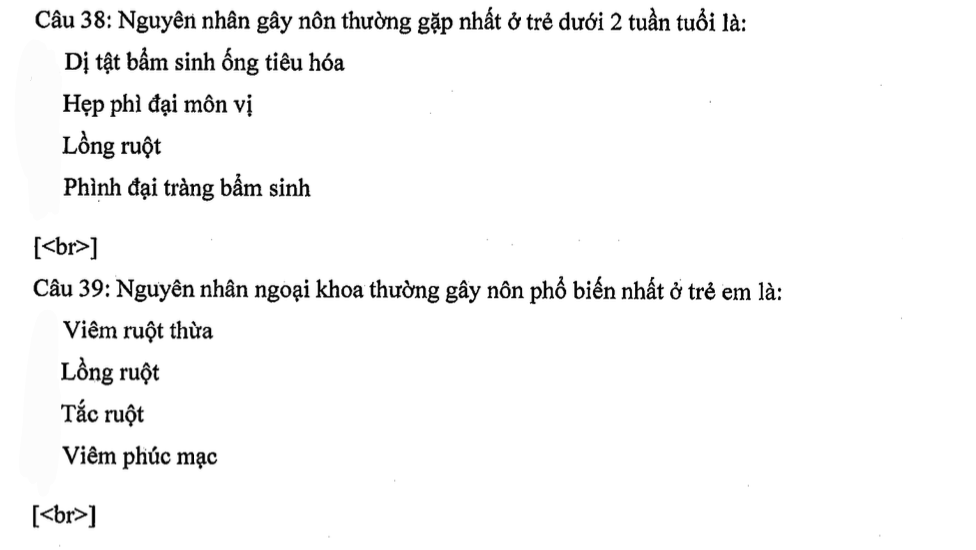 Câu 38: Nguyên nhân gây nôn thường gặp nhất ở trẻ dưới 2 tuần tuổi là:
Dị tật bẩm sinh ống tiêu hóa
Hẹp phì đại môn vị
Lồng ruột
Phình đại tràng bẩm sinh
[<br>]
Câu 39: Nguyên nhân ngoại khoa thường gây nôn phổ biến nhất ở trẻ em là:
Viêm ruột thừa
Lồng ruột
Tắc ruột
Viêm phúc mạc
[<br>]